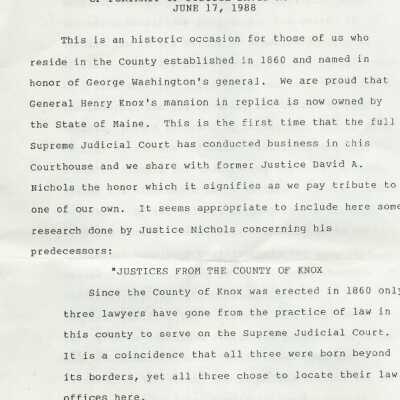 OF PORTRAIT OF JUSTICE DAVID A.
JUNE 17, 1988
This is an historic occasion for those of us who
reside in the County established in 1860 and named in
honor of George Washington's general. We are proud that
General Henry Knox's mansion in replica is now owned by
the State of Maine. This is the first time that the full
Supreme Judicial Court has conducted business in this
Courthouse and we share with former Justice David A.
Nichols the honor which it signifies as we pay tribute to
one of our own. It seems appropriate to include here some
research done by Justice Nichols concerning his
predecessors:
"JUSTICES FROM THE COUNTY OF KNOX
Since the County of Knox was erected in 1860 only
three lawyers have gone from the practice of law in
this county to serve on the Supreme Judicial Court.
It is a coincidence that all three were born beyond
its borders, yet all three chose to locate their law
offices here.